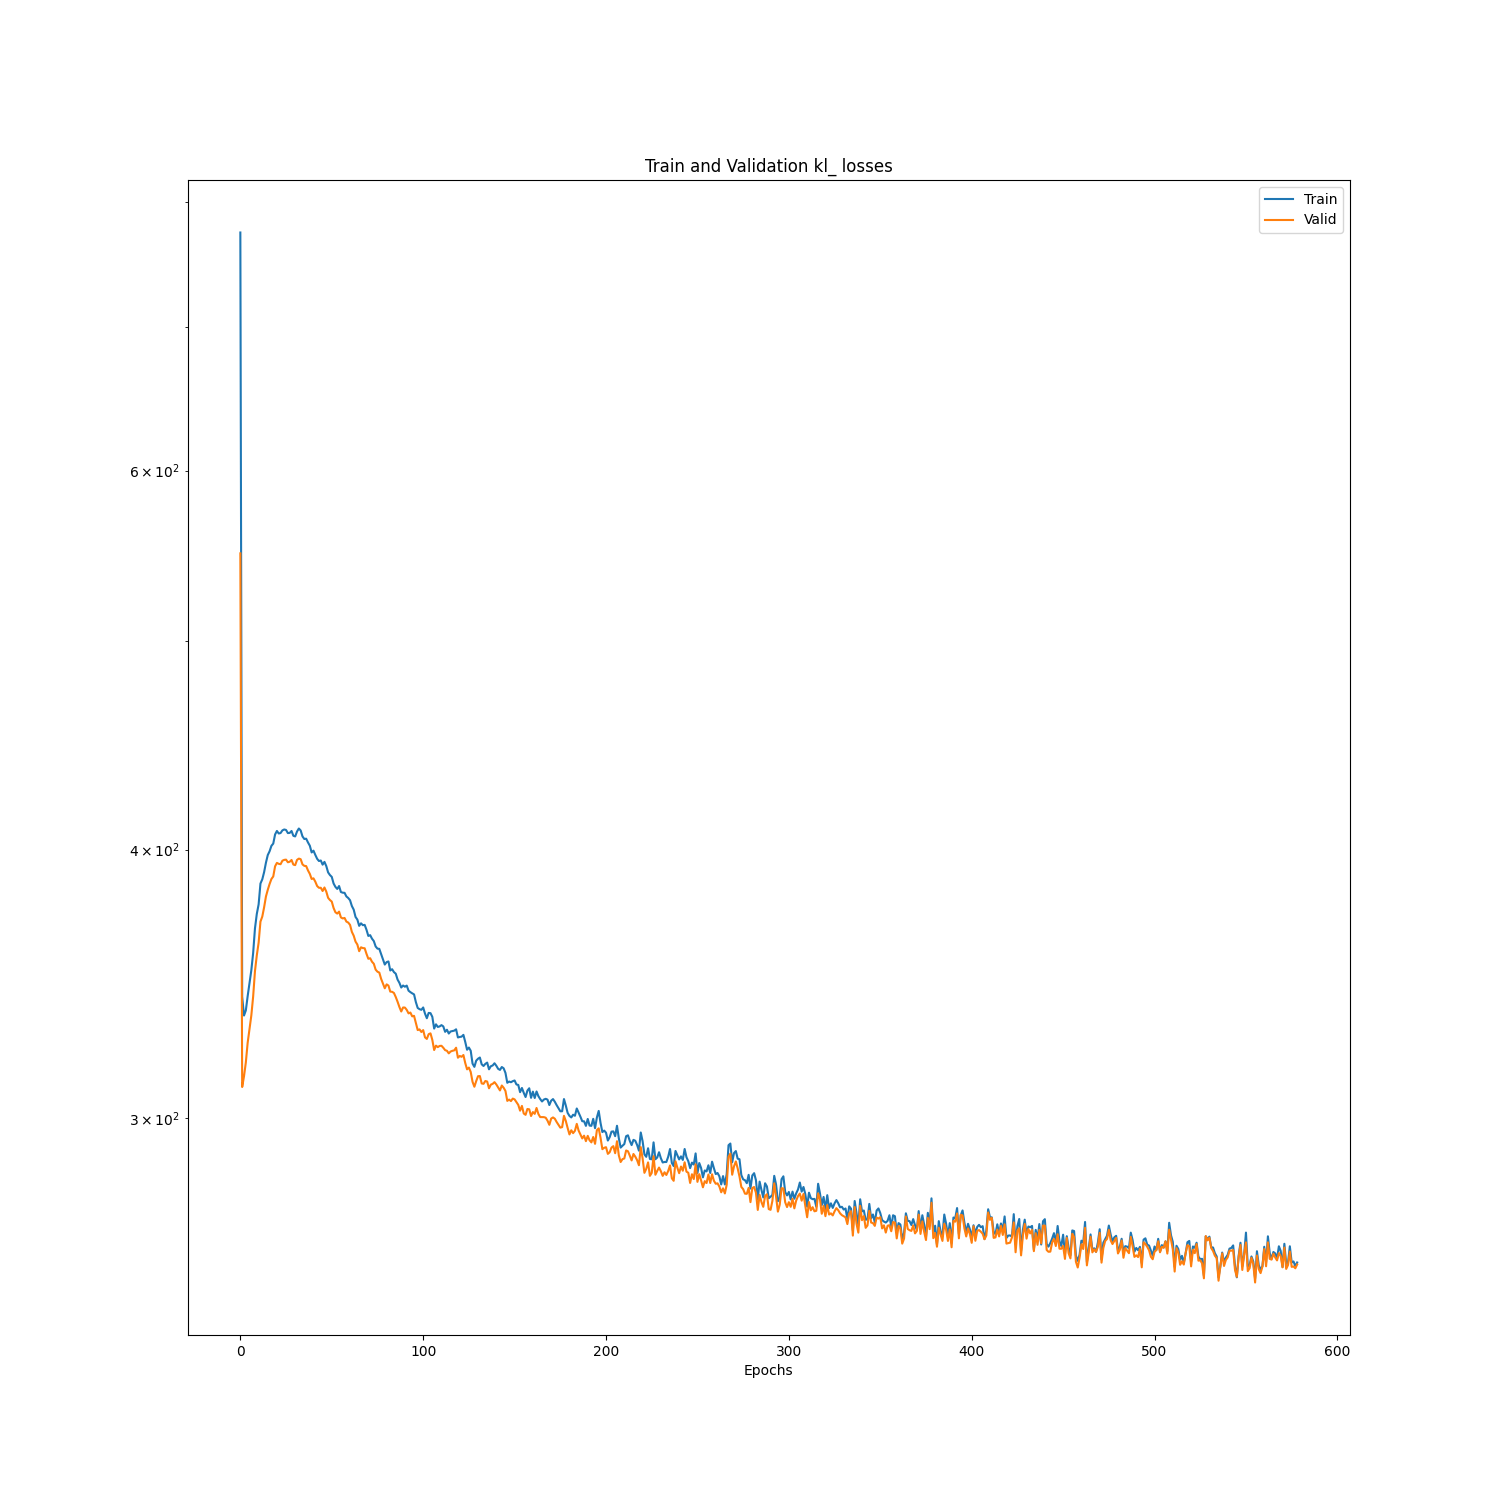 Train and Validation kl_ losses
Train
Valid
6 × 10²
4 × 10²
3 × 10²
0 100 200 300 400 500 600
Epochs